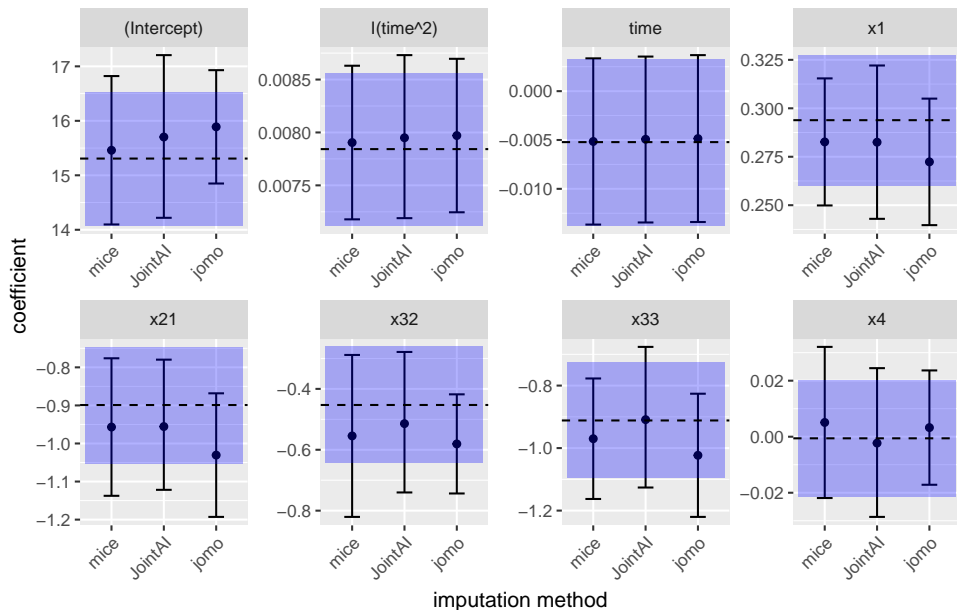 (Intercept)
I(time^2)
time
x1
17
16
15
14
0.0085
0.0080
0.0075
0.000
−0.005
−0.010
0.325
0.300
0.275
0.250
mice
JointAI
jomo
mice
JointAI
jomo
mice
JointAI
jomo
mice
JointAI
jomo
coefficient
x21
x32
x33
x4
−0.8
−0.9
−1.0
−1.1
−1.2
−0.4
−0.6
−0.8
−0.8
−1.0
−1.2
0.02
0.00
−0.02
mice
JointAI
jomo
mice
JointAI
jomo
mice
JointAI
jomo
mice
JointAI
jomo
imputation method